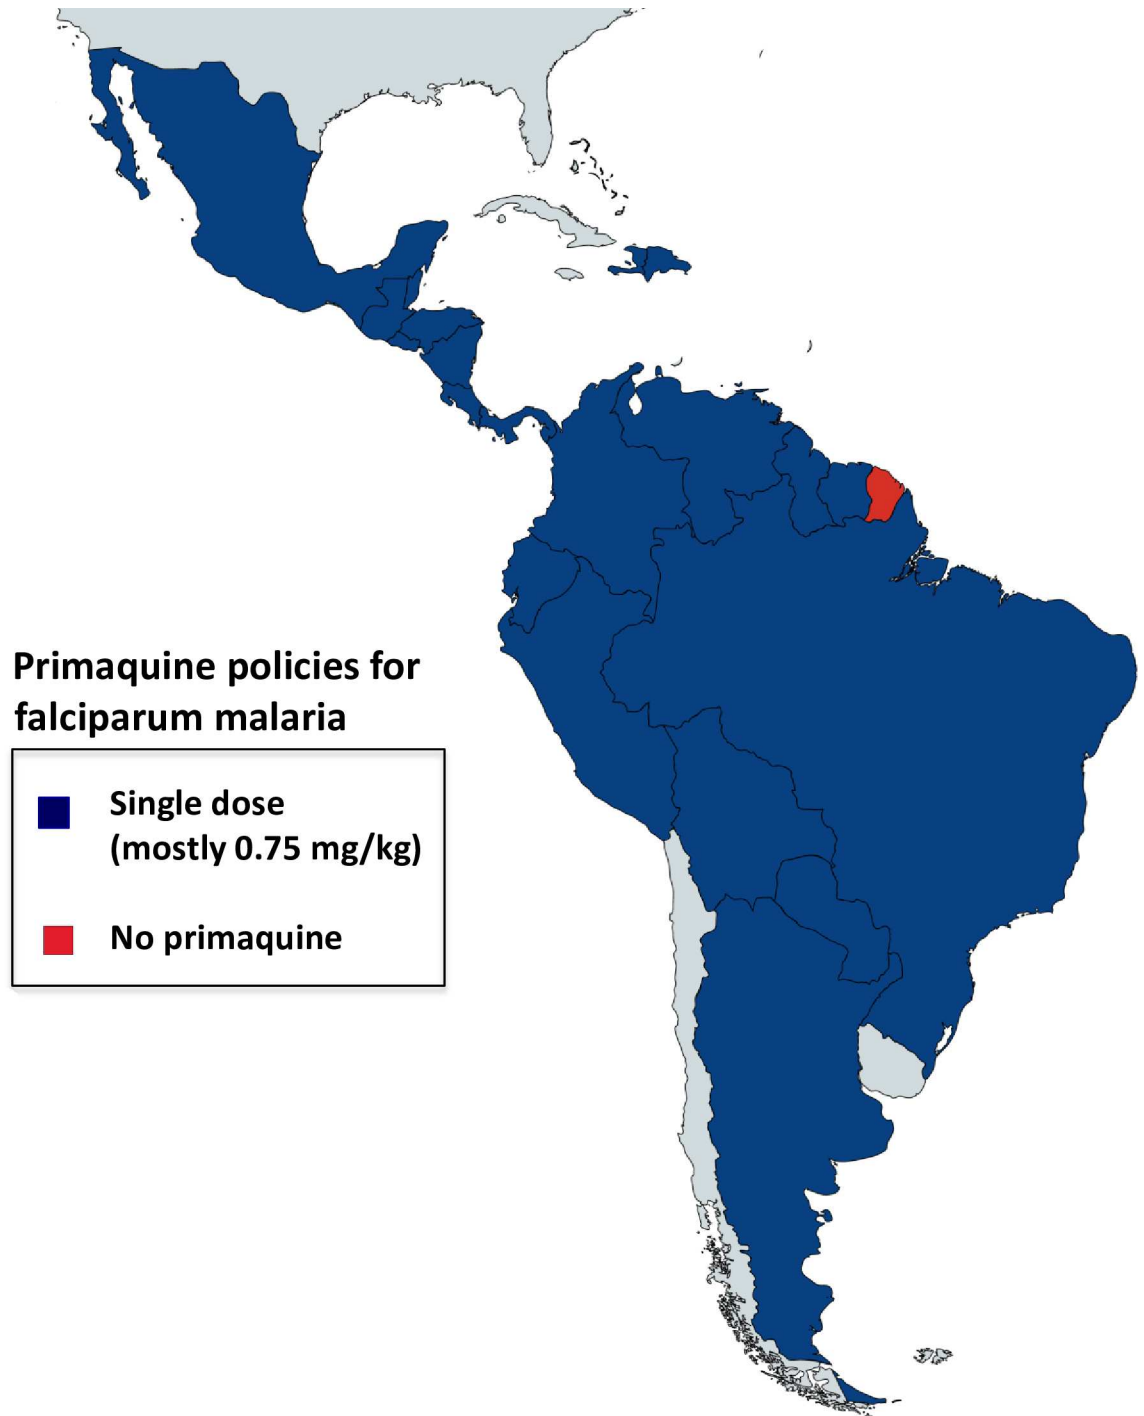 Primaquine policies for
falciparum malaria
Single dose
(mostly 0.75 mg/kg)
No primaquine